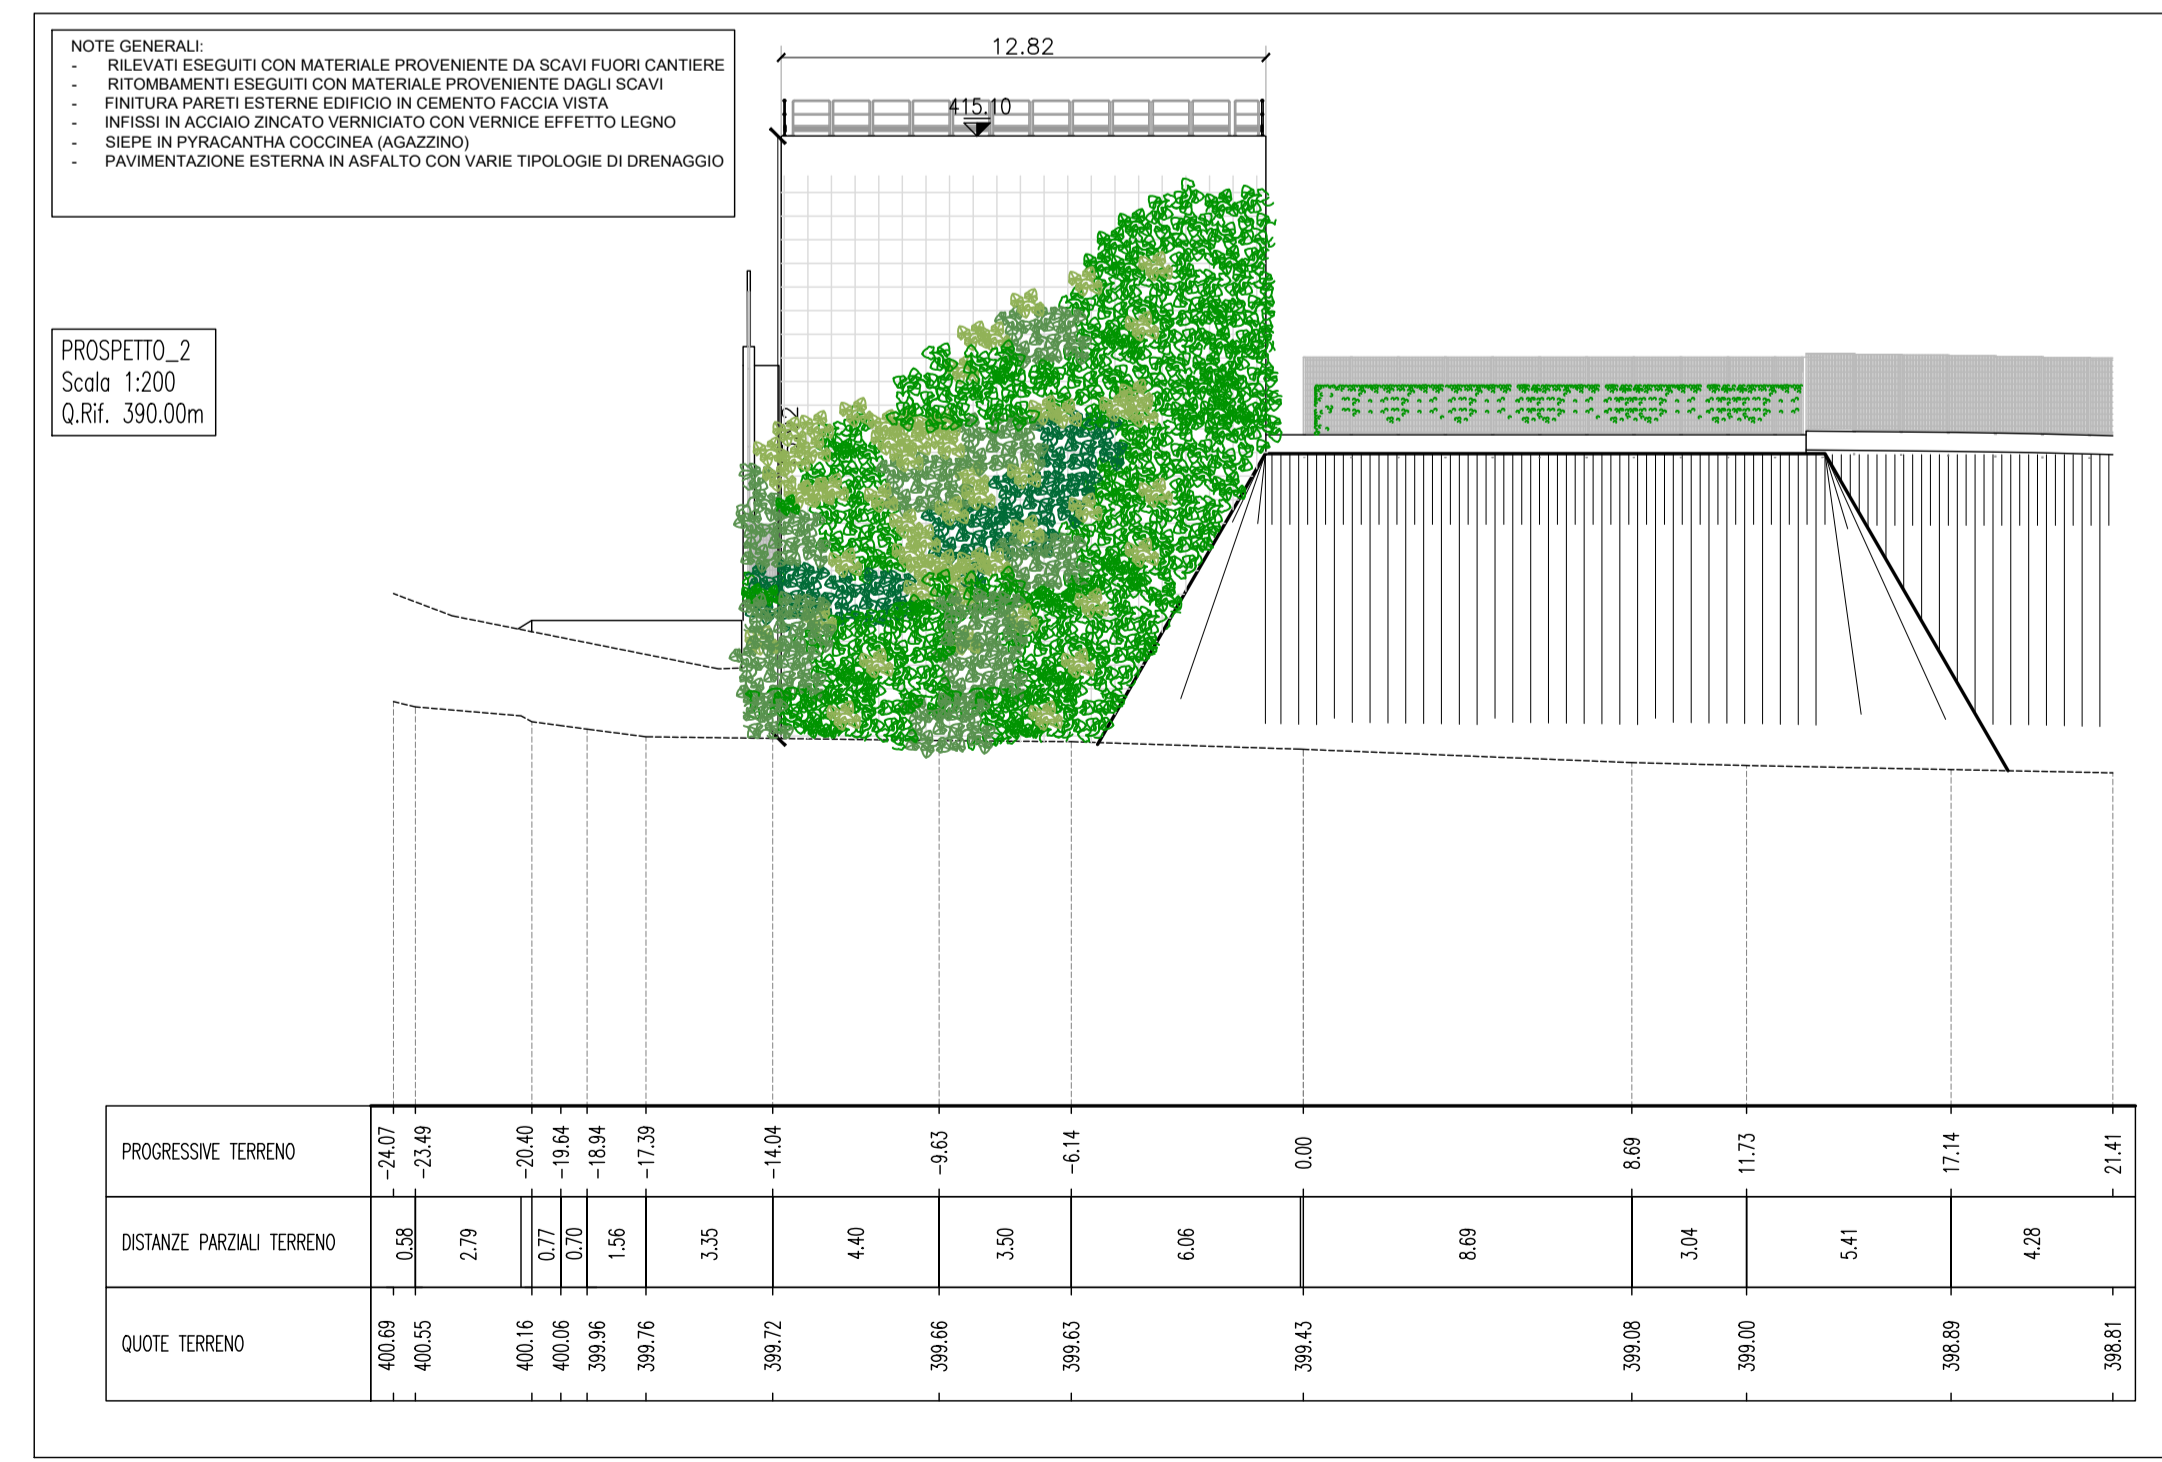 NOTE GENERALI:
- RILEVATI ESEGUITI CON MATERIALE PROVENIENTE DA SCAVI FUORI CANTIERE
- RITOMBAMENTI ESEGUITI CON MATERIALE PROVENIENTE DAGLI SCAVI
- FINITURA PARETI ESTERNE EDIFICIO IN CEMENTO FACCIA VISTA
- INFISSI IN ACCIAIO ZINCATO VERNICIATO CON VERNICE EFFETTO LEGNO
- SIEPE IN PYRACANTHA COCCINEA (AGAZZINO)
- PAVIMENTAZIONE ESTERNA IN ASFALTO CON VARIE TIPOLOGIE DI DRENAGGIO
12.82
415.10
PROSPETTO_2
Scala 1:200
Q.Rif. 390.00m
PROGRESSIVE TERRENO -24.07 -23.49 -20.40 -19.64 -18.94 -17.39 -14.04 -9.63 -6.14 0.00 8.69 11.73 17.14 21.41
DISTANZE PARZIALI TERRENO 0.58 2.79 0.77 0.70 1.56 3.35 4.40 3.50 6.06 8.69 3.04 5.41 4.28
QUOTE TERRENO 400.69 400.55 400.16 400.06 399.96 399.76 399.72 399.66 399.63 399.43 399.08 399.00 398.89 398.81